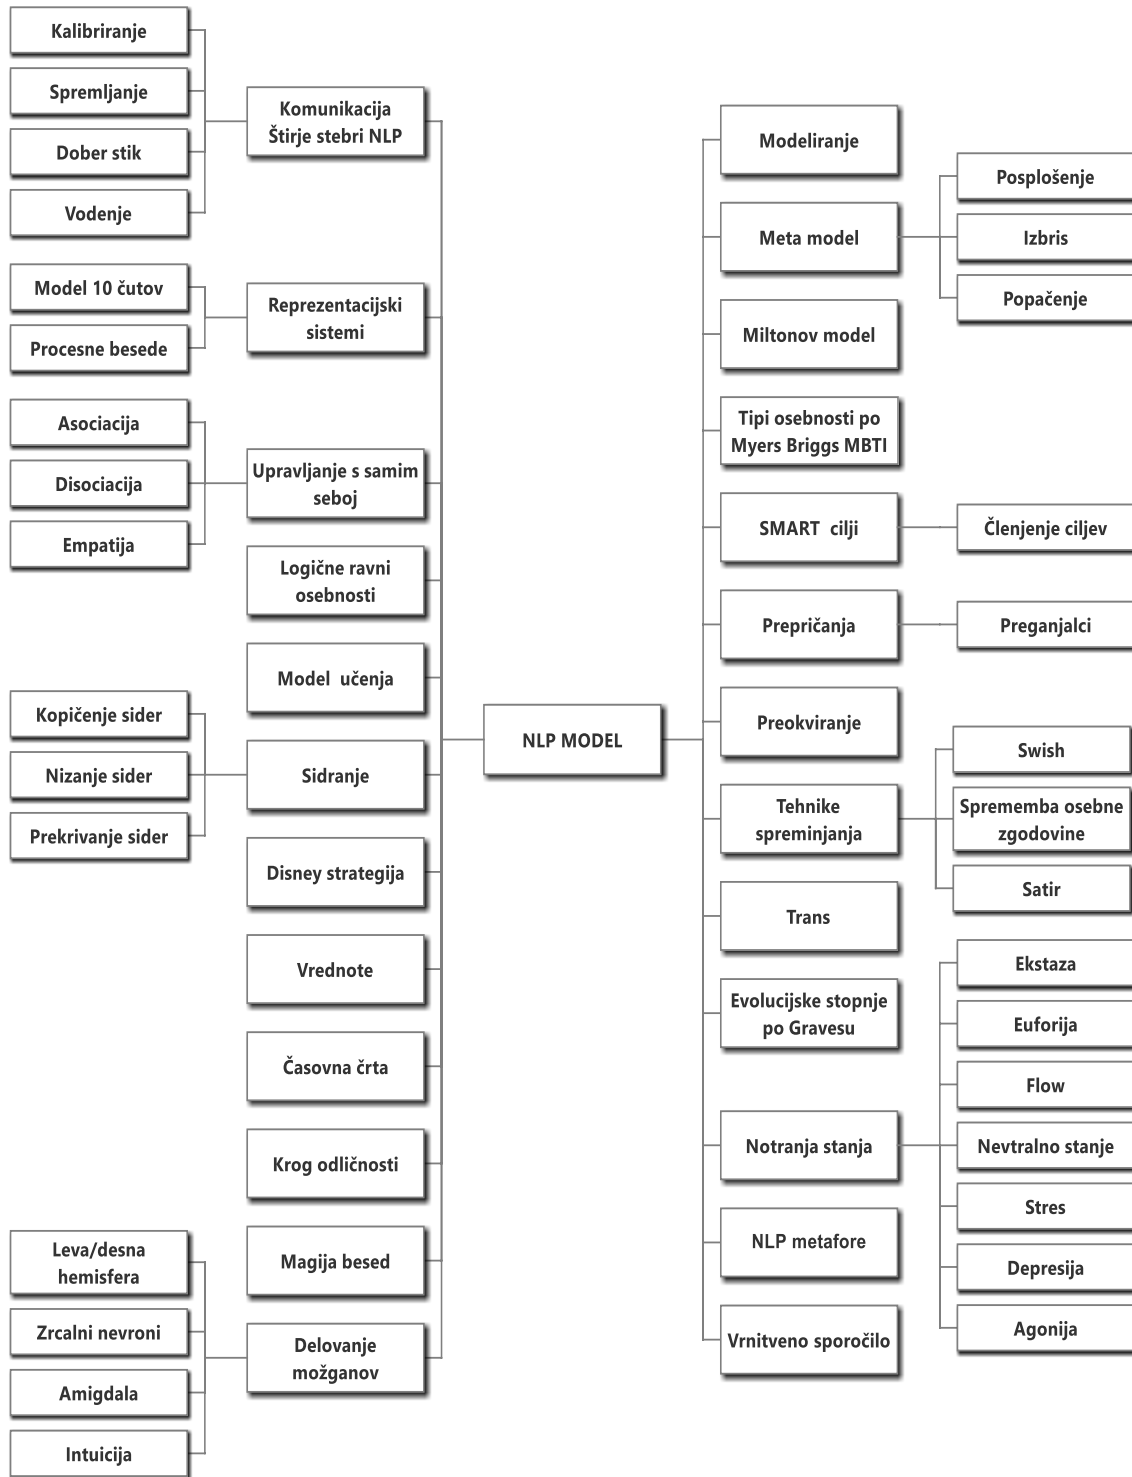 Kalibriranje
Spremljanje
Dober stik
Vodenje
Komunikacija
Štirje stebri NLP
Model 10 čutov
Procesne besede
Reprezentacijski
sistemi
Asociacija
Disociacija
Empatija
Upravljanje s samim
seboj
Logične ravni
osebnosti
Model učenja
Kopičenje sider
Nizanje sider
Prekrivanje sider
Sidranje
Disney strategija
Vrednote
Časovna črta
Krog odličnosti
Magija besed
Leva/desna
hemisfera
Zrcalni nevroni
Amigdala
Intuicija
Delovanje
možganov
NLP MODEL
Modeliranje
Meta model
Posplošenje
Izbris
Popačenje
Miltonov model
Tipi osebnosti po
Myers Briggs MBTI
SMART cilji
Členjenje ciljev
Prepričanja
Preganjalci
Preokviranje
Tehnike
spreminjanja
Swish
Sprememba osebne
zgodovine
Satir
Trans
Evolucijske stopnje
po Gravesu
Notranja stanja
Ekstaza
Euforija
Flow
Nevtralno stanje
Stres
Depresija
Agonija
NLP metafore
Vrnitveno sporočilo